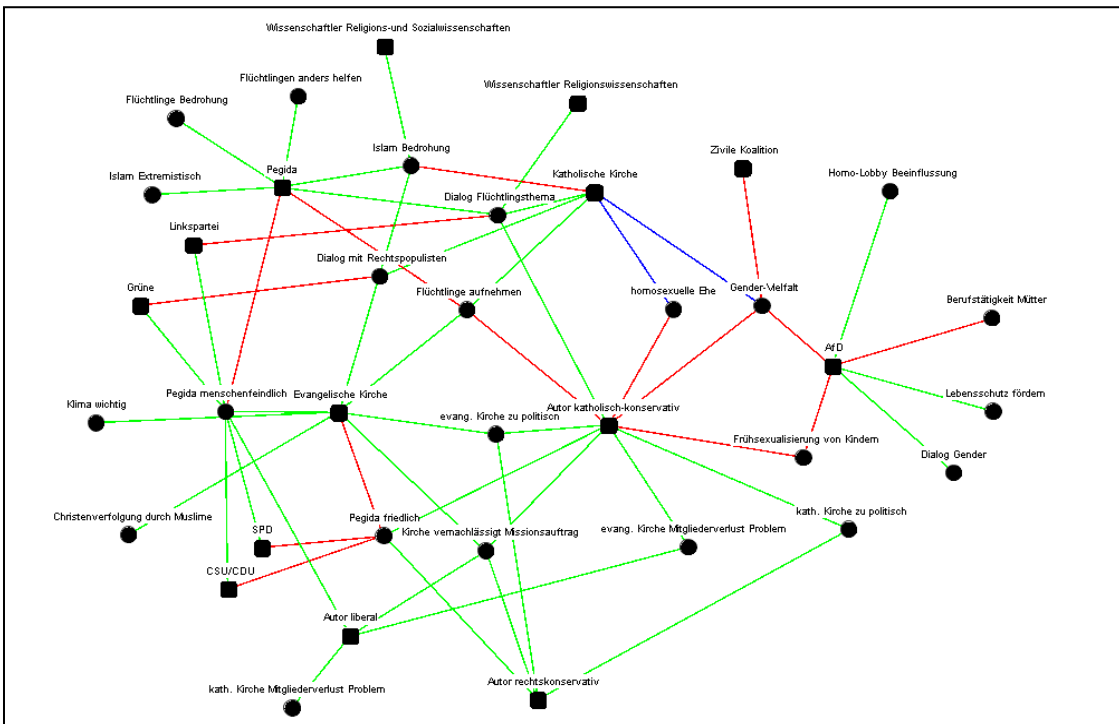 Wissenschaftler Religions-und Sozialwissenschaften
Flüchtlingen anders helfen
Wissenschaftler Religionswissenschaften
Flüchtlinge Bedrohung
Islam Bedrohung
Zivile Koalition
Pegida
Katholische Kirche
Homo-Lobby Beeinflussung
Islam Extremistisch
Dialog Flüchtlingsthema
Linkspartei
Dialog mit Rechtspopulisten
Grüne
Flüchtlinge aufnehmen
homosexuelle Ehe
Gender-Vielfalt
Berufstätigkeit Mütter
AfD
Pegida menschenfeindlich
Evangelische Kirche
Lebensschutz fördern
Klima wichtig
evang. Kirche zu politisch
Autor katholisch-konservativ
Frühsexualisierung von Kindern
Dialog Gender
kath. Kirche zu politisch
Christenverfolgung durch Muslime
SPD
Pegida friedlich
Kirche vernachlässigt Missionsauftrag
evang. Kirche Mitgliederverlust Problem
CSU/CDU
Autor liberal
Autor rechtskonservativ
kath. Kirche Mitgliederverlust Problem